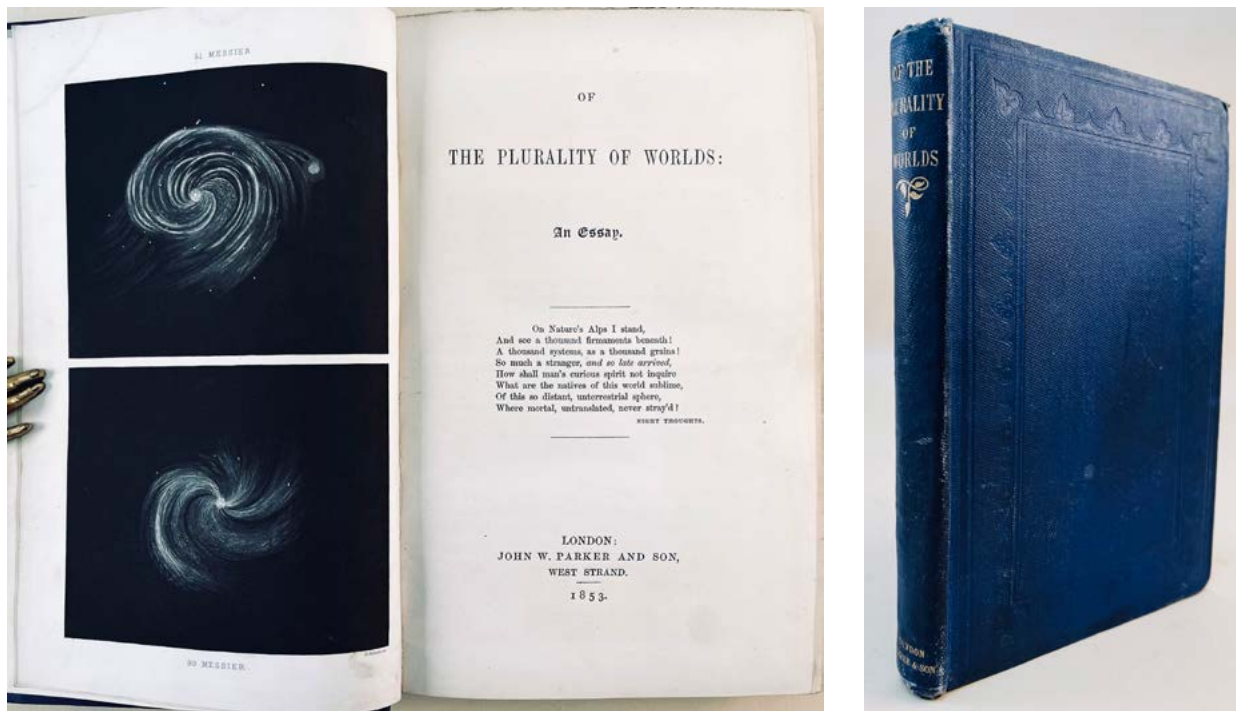 51 MESSIER
99 MESSIER.
OF
THE PLURALITY OF WORLDS:
An Essay.
On Nature's Alps I stand,
And see a thousand firmaments beneath!
A thousand systems, as a thousand grains!
So much a stranger, and so late arrived,
How shall man's curious spirit not inquire
What are the natives of this world sublime,
Of this so distant, unterrestrial sphere,
Where mortal, untranslated, never stray'd?
NIGHT THOUGHTS.
LONDON:
JOHN W. PARKER AND SON,
WEST STRAND.
1853.
OF THE
PLURALITY
OF
WORLDS
LONDON
& SON